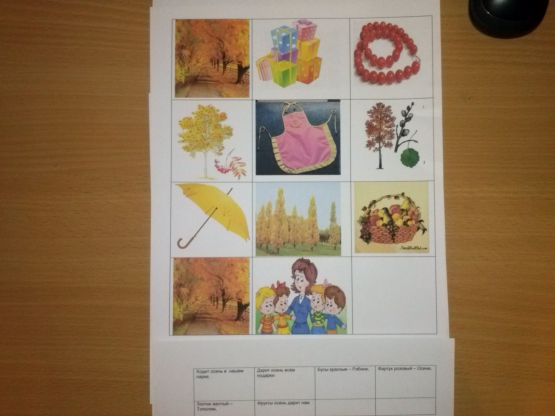 Ходит осень в нашем парке,
Дарит осень всем подарки:
Бусы красные – Рябине,
Фартук розовый – Осине,
Зонтик желтый – Тополям,
Фрукты осень дарит нам.